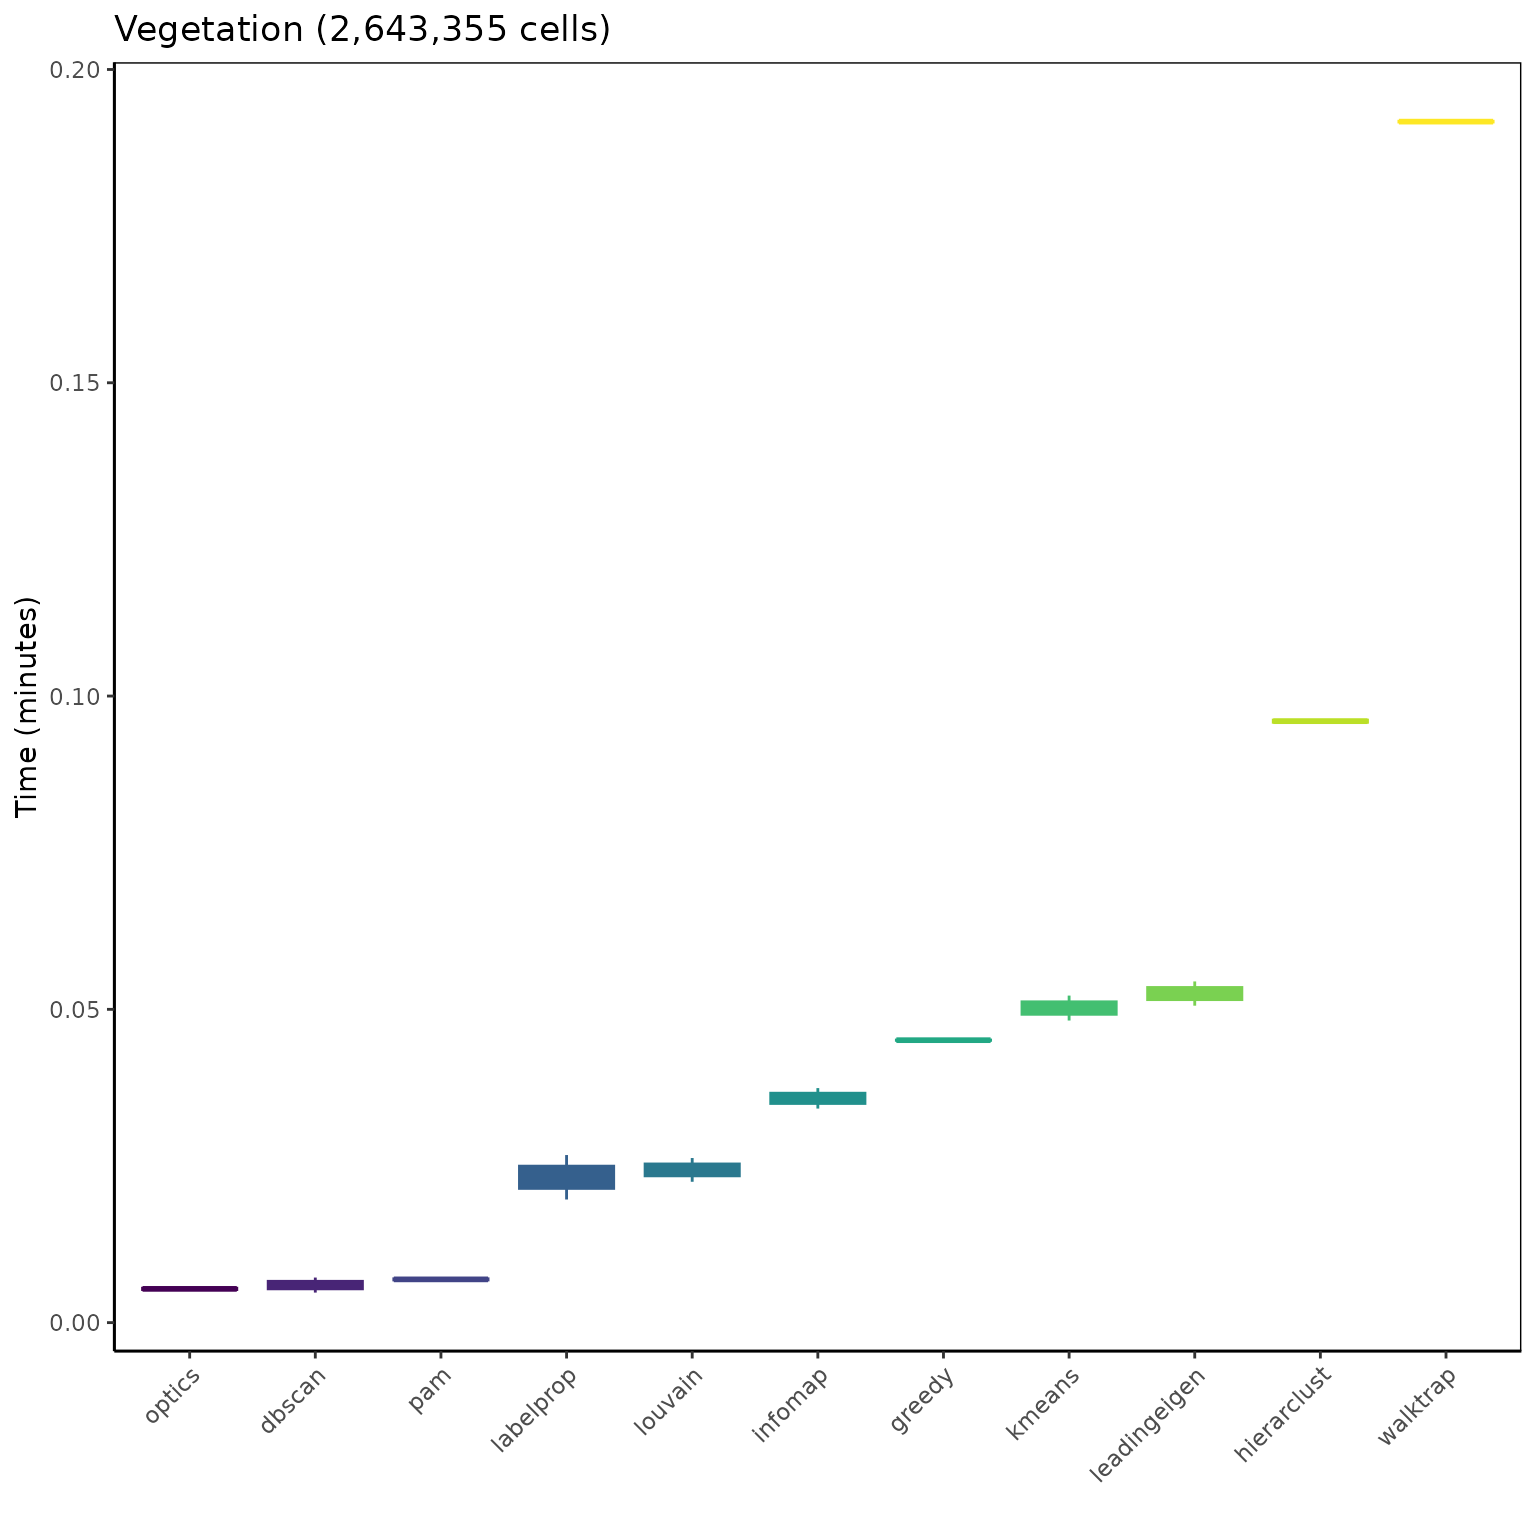 Vegetation (2,643,355 cells)
Time (minutes)
0.20
0.15
0.10
0.05
0.00
optics
dbscan
pam
labelprop
louvain
infomap
greedy
kmeans
leadingeigen
hierarclust
walktrap